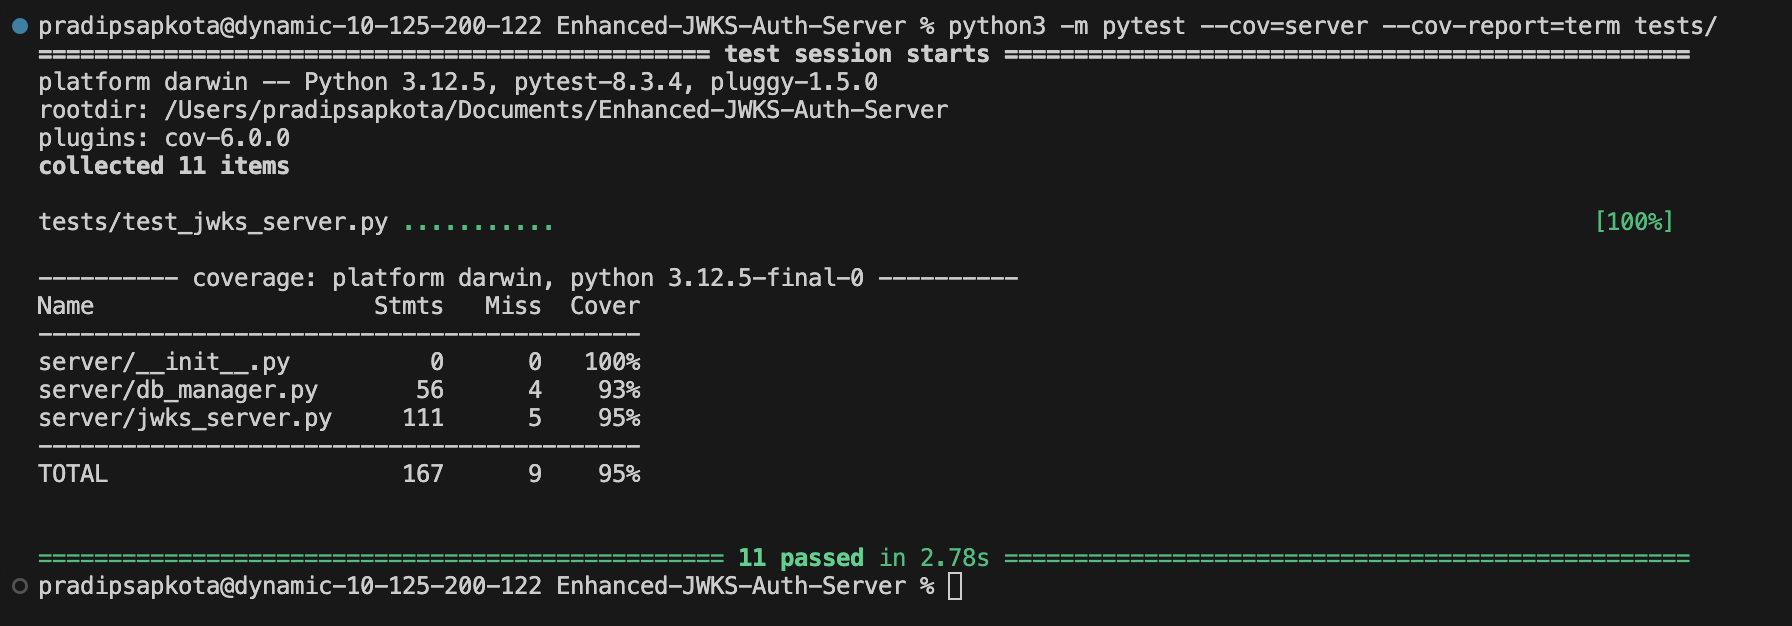 pradipsapkota@dynamic-10-125-200-122 Enhanced-JWKS-Auth-Server % python3 -m pytest --cov=server --cov-report=term tests/
================================================ test session starts =================================================
platform darwin -- Python 3.12.5, pytest-8.3.4, pluggy-1.5.0
rootdir: /Users/pradipsapkota/Documents/Enhanced-JWKS-Auth-Server
plugins: cov-6.0.0
collected 11 items
tests/test_jwks_server.py ........... [100%]
---------- coverage: platform darwin, python 3.12.5-final-0 ----------
Name                    Stmts   Miss  Cover
-------------------------------------------
server/__init__.py          0      0   100%
server/db_manager.py       56      4    93%
server/jwks_server.py     111      5    95%
-------------------------------------------
TOTAL                     167      9    95%
================================================= 11 passed in 2.78s =================================================
pradipsapkota@dynamic-10-125-200-122 Enhanced-JWKS-Auth-Server %